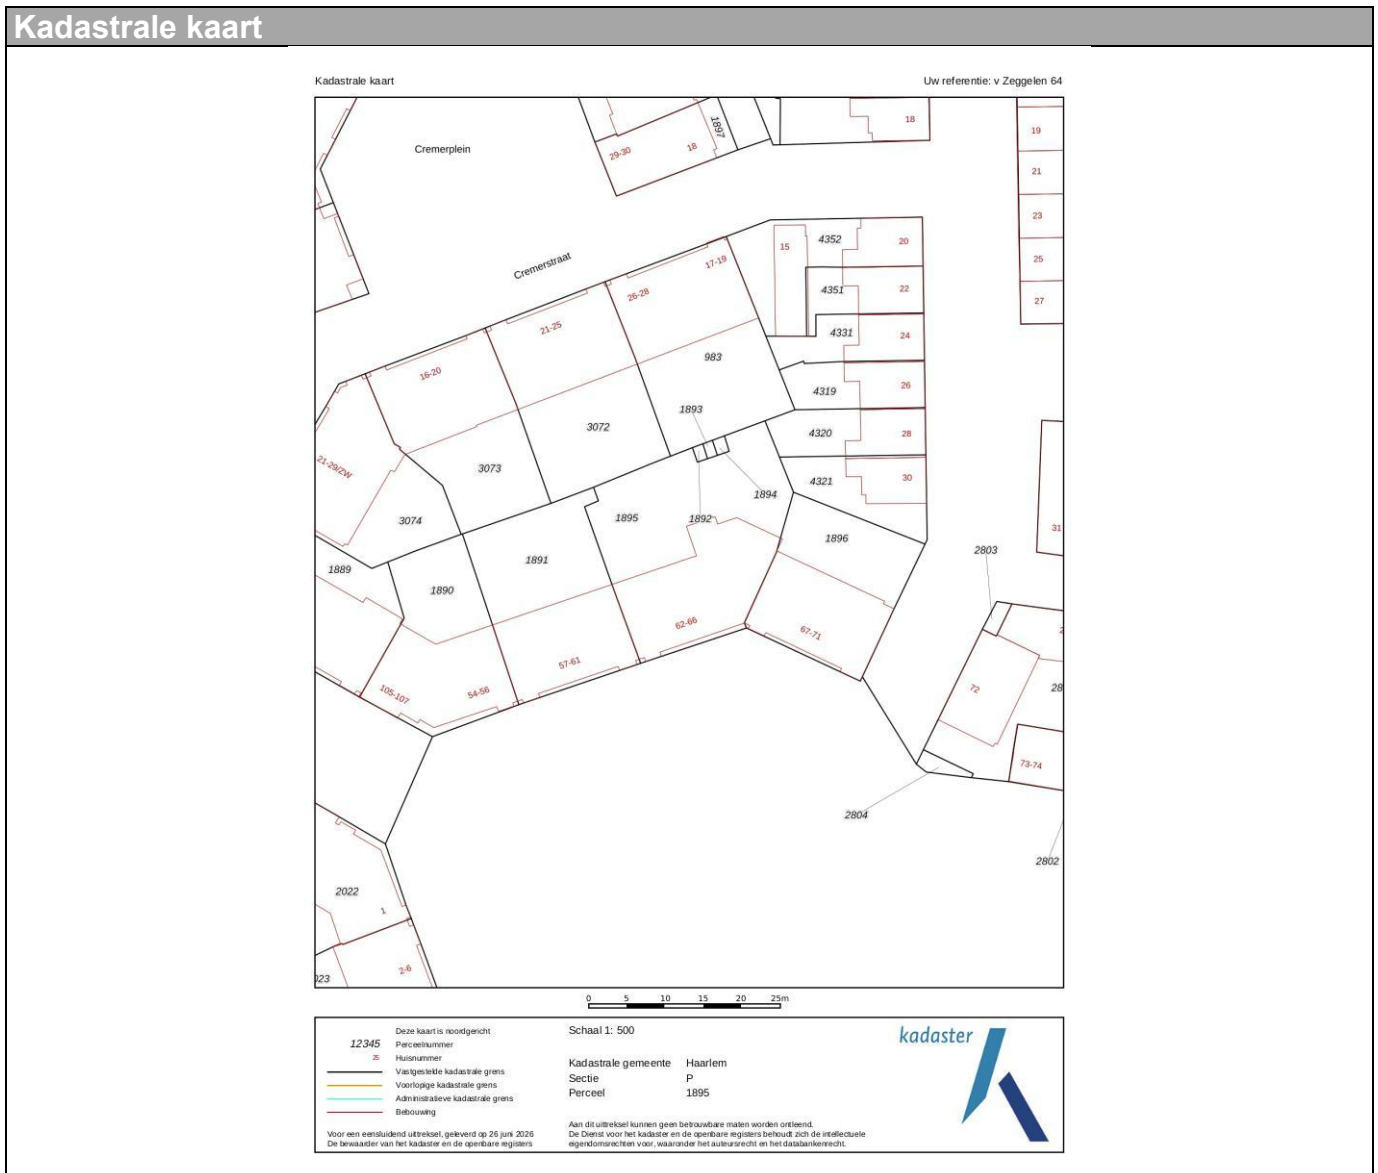 Kadastrale kaart
Kadastrale kaart
Uw referentie: v Zeggelen 64
Cremerplein
Cremerstraat
1897
29-30
18
18
19
21
23
25
27
15
4352
20
4351
22
4331
24
4319
26
4320
28
4321
30
17-19
26-28
21-25
16-20
983
1893
3072
3073
21-29/ZW
3074
1895
1892
1894
1896
31
2803
1889
1890
1891
62-66
67-71
57-61
54-56
105-107
72
28
73-74
2804
2802
2022
1
2-6
023
0 5 10 15 20 25m
Deze kaart is noordgericht
12345 Perceelnummer
25 Huisnummer
Vastgestelde kadastrale grens
Voorlopige kadastrale grens
Administratieve kadastrale grens
Bebouwing
Voor een eensluidend uittreksel, geleverd op 26 juni 2026
De bewaarder van het kadaster en de openbare registers
Schaal 1: 500
Kadastrale gemeente Haarlem
Sectie P
Perceel 1895
Aan dit uittreksel kunnen geen betrouwbare maten worden ontleend.
De Dienst voor het kadaster en de openbare registers behoudt zich de intellectuele
eigendomsrechten voor, waaronder het auteursrecht en het databankenrecht.
kadaster